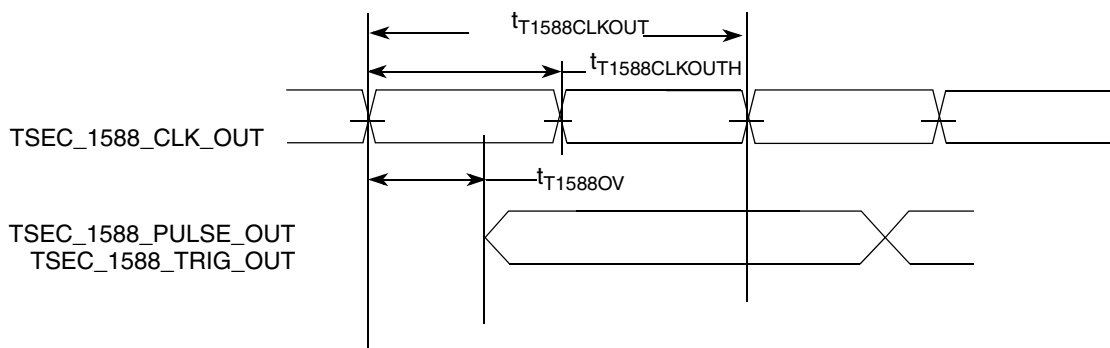 tT1588CLKOUT
tT1588CLKOUTH
TSEC_1588_CLK_OUT
tT1588OV
TSEC_1588_PULSE_OUT
TSEC_1588_TRIG_OUT